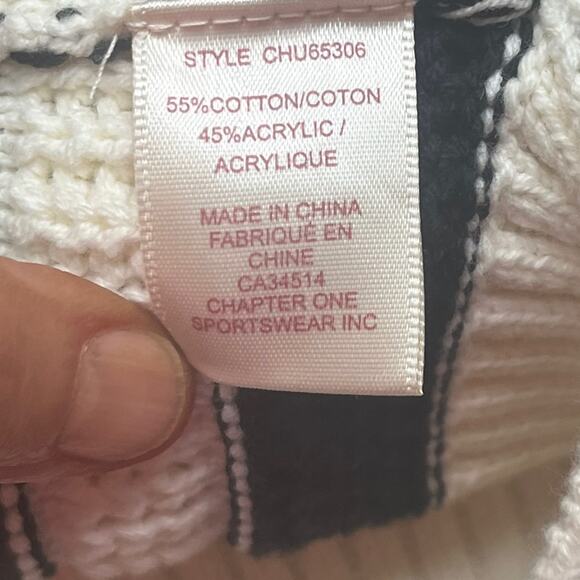 STYLE CHU65306
55%COTTON/COTON
45%ACRYLIC /
ACRYLIQUE
MADE IN CHINA
FABRIQUÉ EN
CHINE
CA34514
CHAPTER ONE
SPORTSWEAR INC